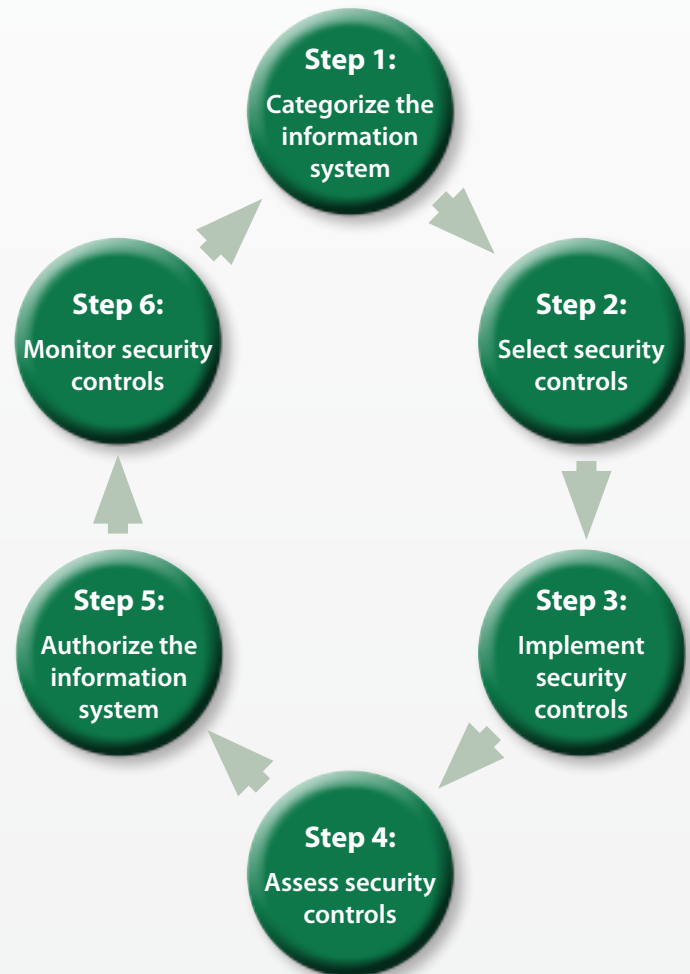 Step 1:
Categorize the
information
system
Step 2:
Select security
controls
Step 3:
Implement
security
controls
Step 4:
Assess security
controls
Step 5:
Authorize the
information
system
Step 6:
Monitor security
controls